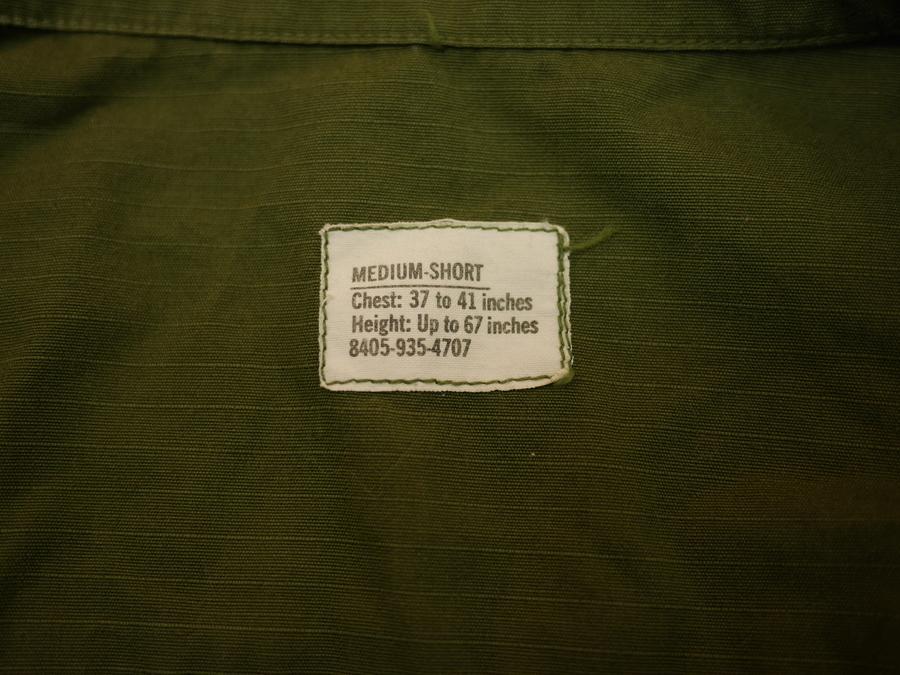 MEDIUM-SHORT
Chest: 37 to 41 inches
Height: Up to 67 inches
8405-935-4707